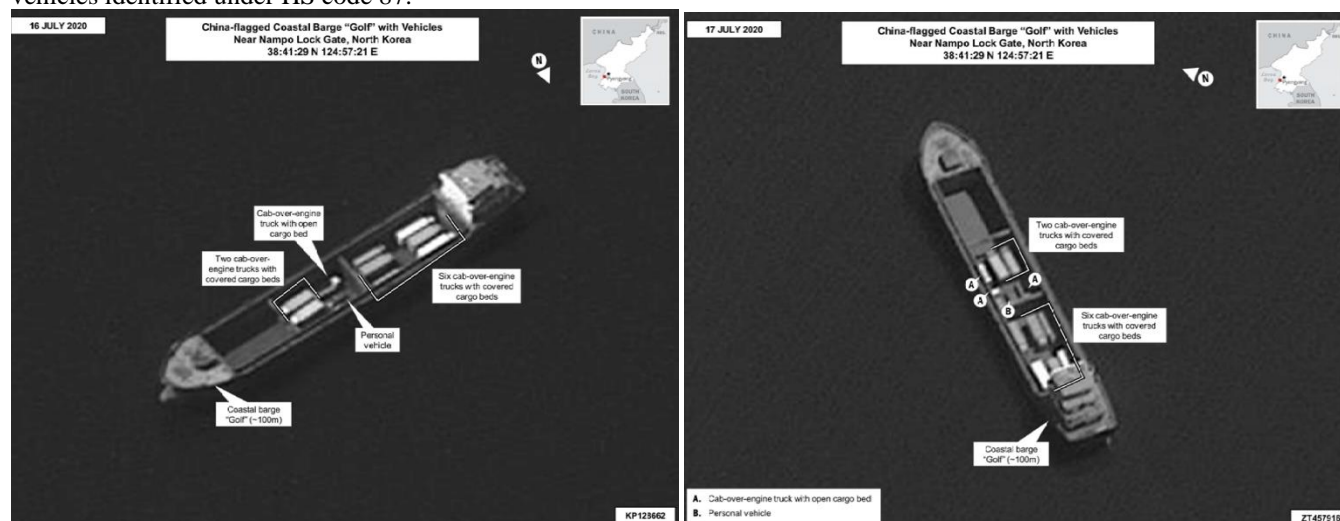 vehicles identified under HS code 87.
16 JULY 2020
China-flagged Coastal Barge "Golf" with Vehicles
Near Nampo Lock Gate, North Korea
38:41:29 N 124:57:21 E
N
CHINA
Pyongyang
SOUTH
KOREA
Cab-over-engine
truck with open
cargo bed
Two cab-over-
engine trucks with
covered cargo beds
Six cab-over-engine
trucks with covered
cargo beds
Personal
vehicle
Coastal barge
"Golf" (~100m)
KP128662
17 JULY 2020
China-flagged Coastal Barge "Golf" with Vehicles
Near Nampo Lock Gate, North Korea
38:41:29 N 124:57:21 E
N
CHINA
Pyongyang
SOUTH
KOREA
Two cab-over-engine
trucks with covered
cargo beds
A
A
A
B
Six cab-over-engine
trucks with covered
cargo beds
Coastal barge
"Golf" (~100m)
A. Cab-over-engine truck with open cargo bed
B. Personal vehicle
ZT457918